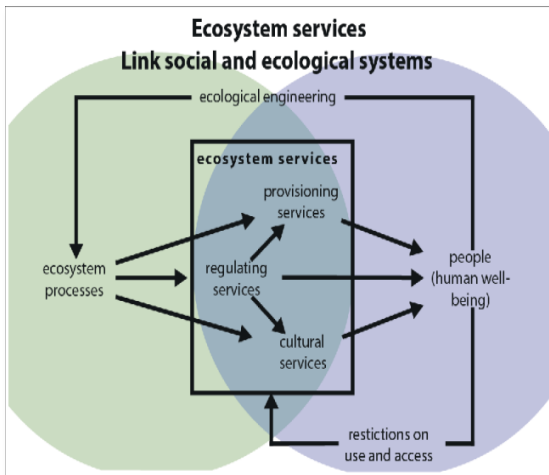 Ecosystem services
Link social and ecological systems
ecological engineering
ecosystem services
provisioning
services
ecosystem
processes
regulating
services
people
(human well-
being)
cultural
services
restictions on
use and access